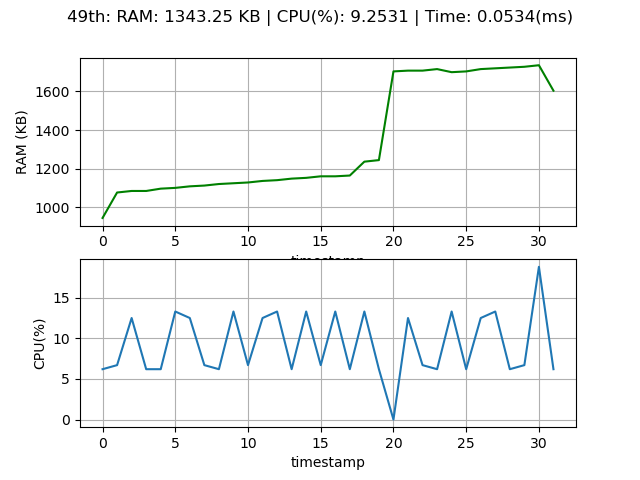 49th: RAM: 1343.25 KB | CPU(%): 9.2531 | Time: 0.0534(ms)
RAM (KB)
1600
1400
1200
1000
0 5 10 15 20 25 30
timestamp
CPU(%)
15
10
5
0
0 5 10 15 20 25 30
timestamp